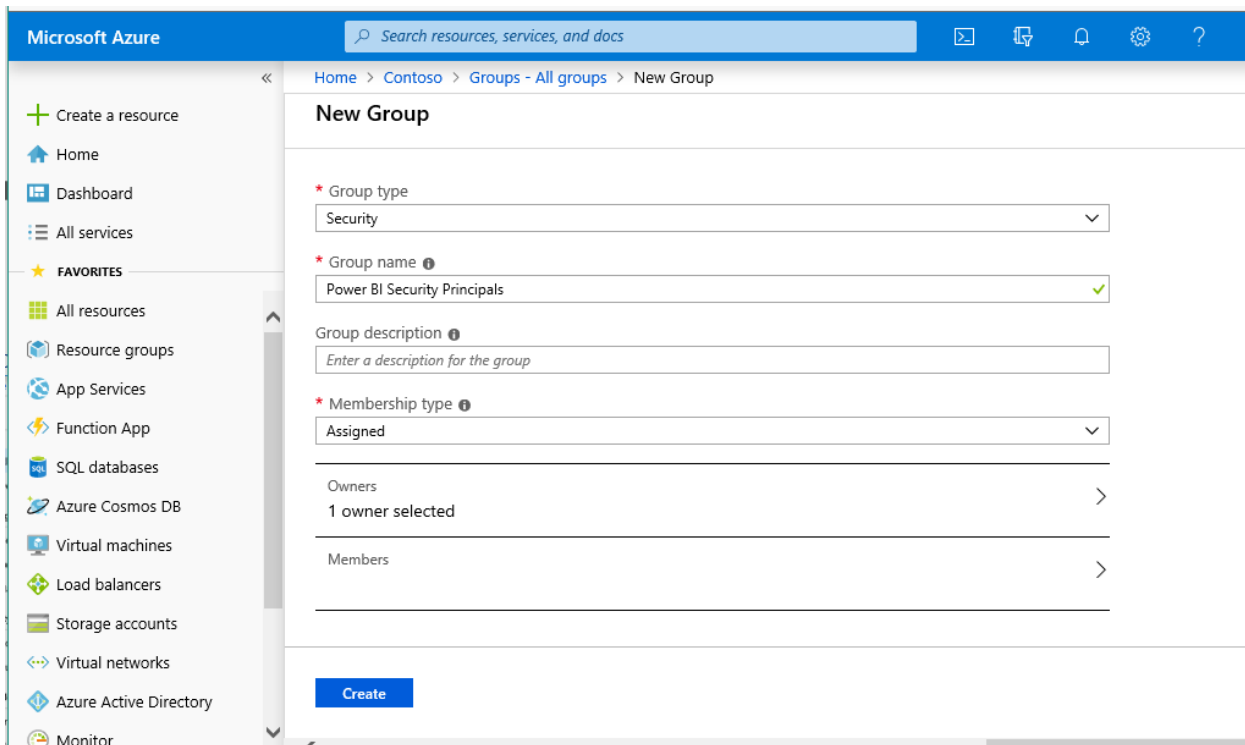 Microsoft Azure
Search resources, services, and docs
Home > Contoso > Groups - All groups > New Group
New Group
Create a resource
Home
Dashboard
All services
FAVORITES
All resources
Resource groups
App Services
Function App
SQL databases
Azure Cosmos DB
Virtual machines
Load balancers
Storage accounts
Virtual networks
Azure Active Directory
Monitor
* Group type
Security
* Group name
Power BI Security Principals
Group description
Enter a description for the group
* Membership type
Assigned
Owners
1 owner selected
Members
Create